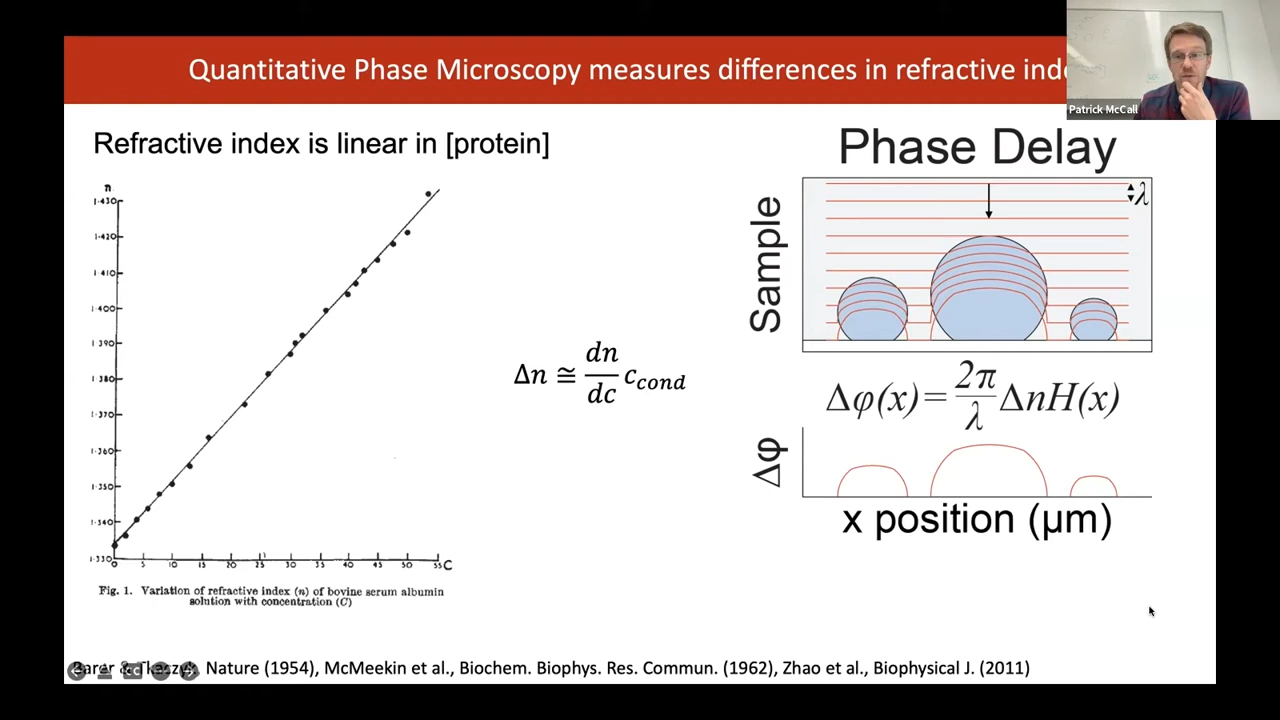 Quantitative Phase Microscopy measures differences in refractive
Patrick McCall
Refractive index is linear in [protein]
n
1·430
1·420
1·410
1·400
1·390
1·380
1·370
1·360
1·350
1·340
1·330
0 5 10 15 20 25 30 35 40 45 50 55 C
Fig. 1. Variation of refractive index (n) of bovine serum albumin
solution with concentration (C)
Δn ≅ dn/dc c_cond
Phase Delay
Sample
λ
Δφ(x)= 2π/λ ΔnH(x)
Δφ
x position (µm)
Nature (1954), McMeekin et al., Biochem. Biophys. Res. Commun. (1962), Zhao et al., Biophysical J. (2011)